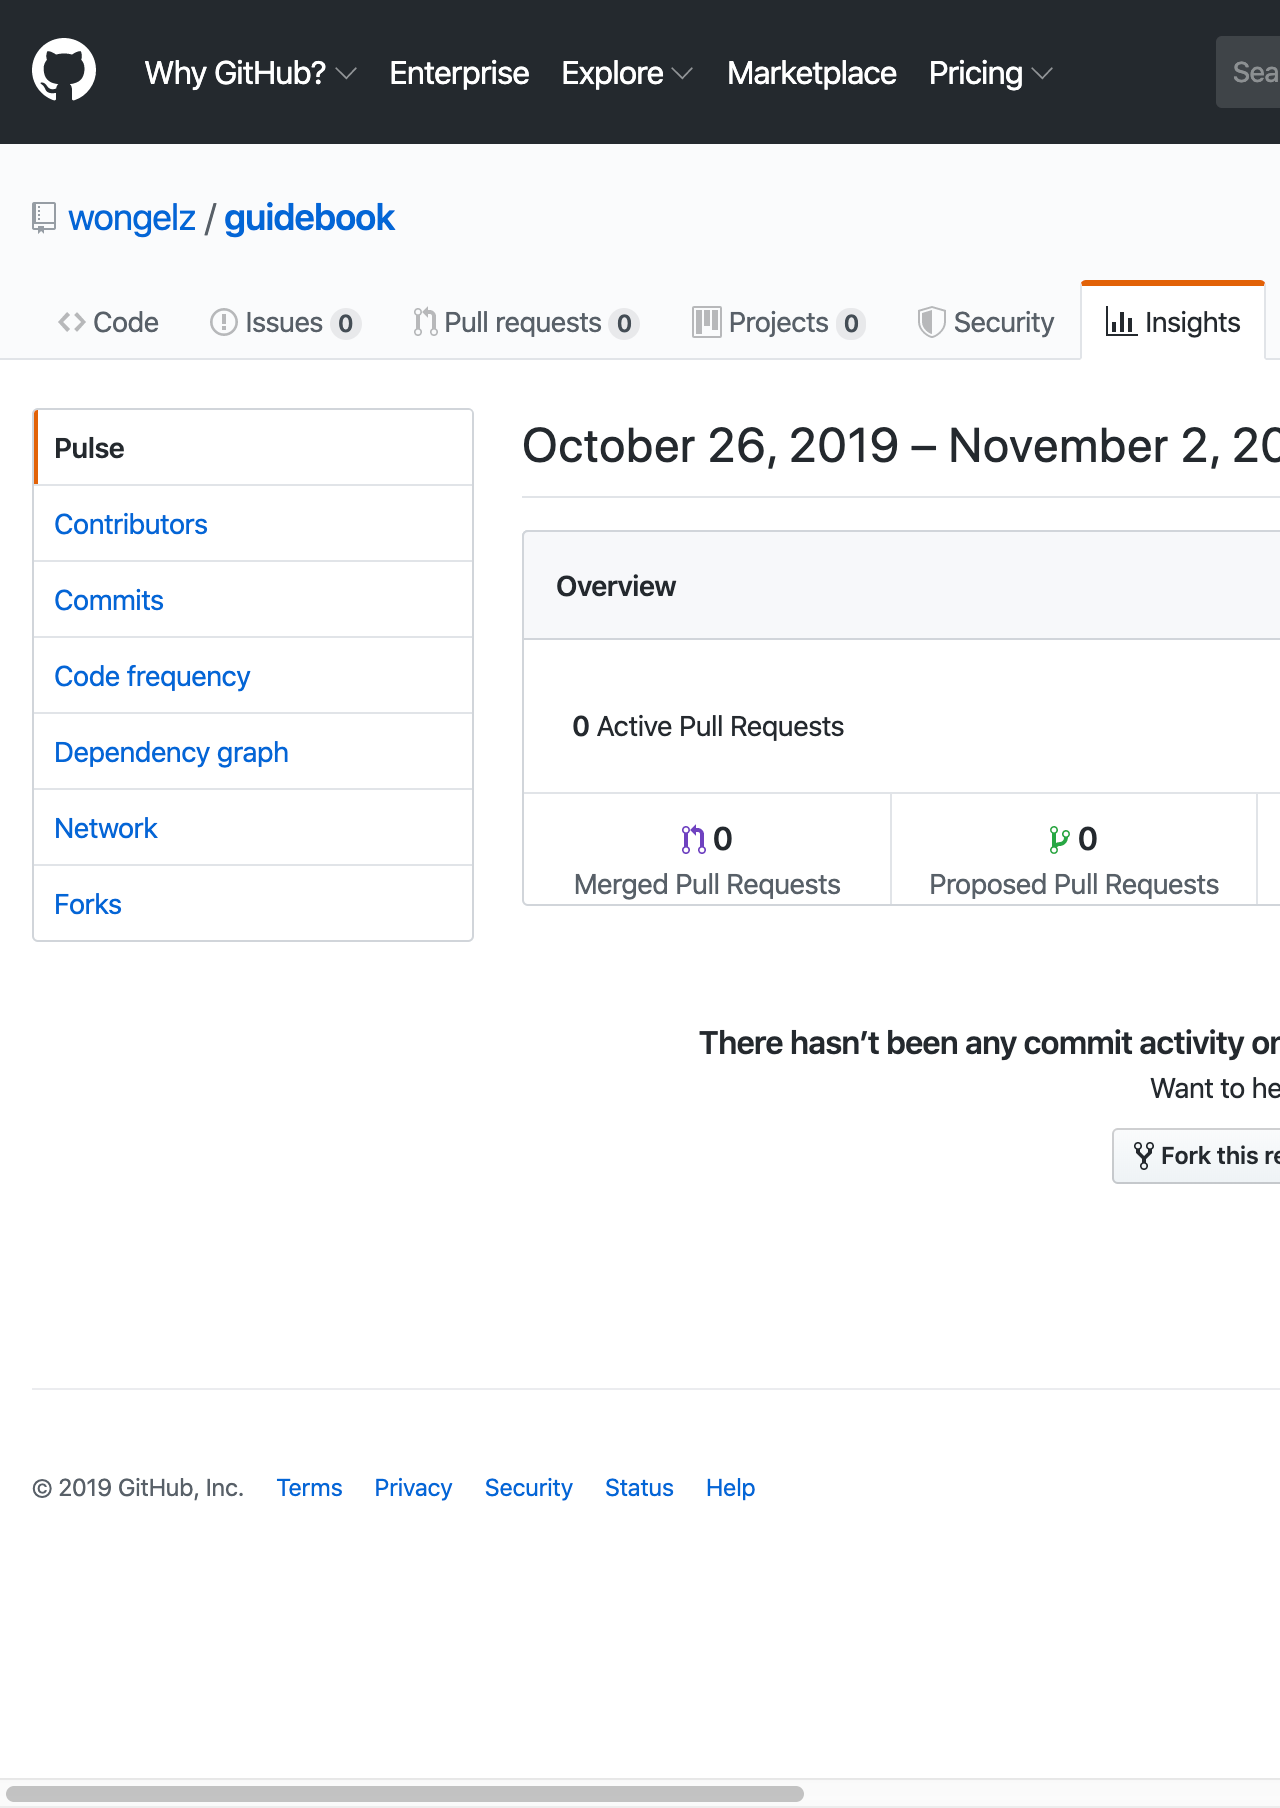 Why GitHub? Enterprise Explore Marketplace Pricing Sea
wongelz / guidebook
Code Issues 0 Pull requests 0 Projects 0 Security Insights
Pulse
Contributors
Commits
Code frequency
Dependency graph
Network
Forks
October 26, 2019 – November 2, 20
Overview
0 Active Pull Requests
0
Merged Pull Requests
0
Proposed Pull Requests
There hasn’t been any commit activity on
Want to he
Fork this re
© 2019 GitHub, Inc. Terms Privacy Security Status Help